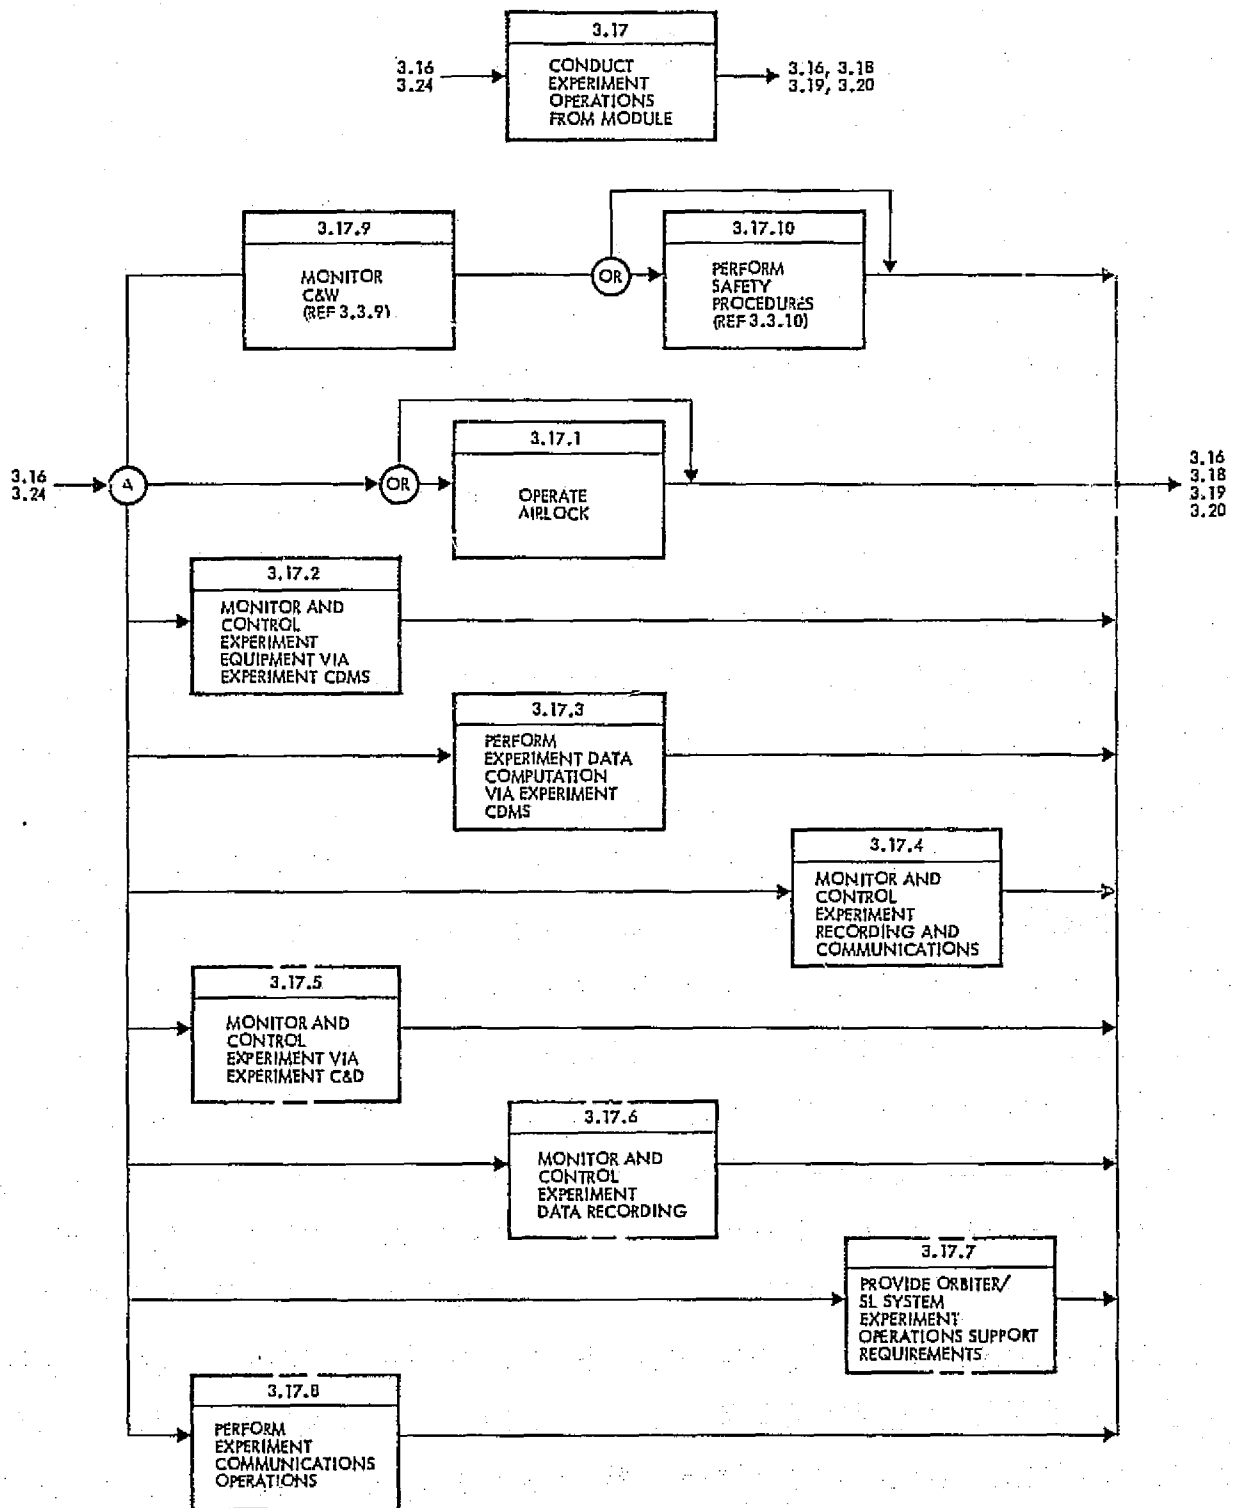 3.17
3.16
3.24
CONDUCT
EXPERIMENT
OPERATIONS
FROM MODULE
3.16, 3.18
3.19, 3.20
3.17.9
MONITOR
C&W
(REF 3.3.9)
OR
3.17.10
PERFORM
SAFETY
PROCEDURES
(REF 3.3.10)
3.16
3.24
A
OR
3.17.1
OPERATE
AIRLOCK
3.16
3.18
3.19
3.20
3.17.2
MONITOR AND
CONTROL
EXPERIMENT
EQUIPMENT VIA
EXPERIMENT CDMS
3.17.3
PERFORM
EXPERIMENT DATA
COMPUTATION
VIA EXPERIMENT
CDMS
3.17.4
MONITOR AND
CONTROL
EXPERIMENT
RECORDING AND
COMMUNICATIONS
3.17.5
MONITOR AND
CONTROL
EXPERIMENT VIA
EXPERIMENT C&D
3.17.6
MONITOR AND
CONTROL
EXPERIMENT
DATA RECORDING
3.17.7
PROVIDE ORBITER/
SL SYSTEM
EXPERIMENT
OPERATIONS SUPPORT
REQUIREMENTS
3.17.8
PERFORM
EXPERIMENT
COMMUNICATIONS
OPERATIONS